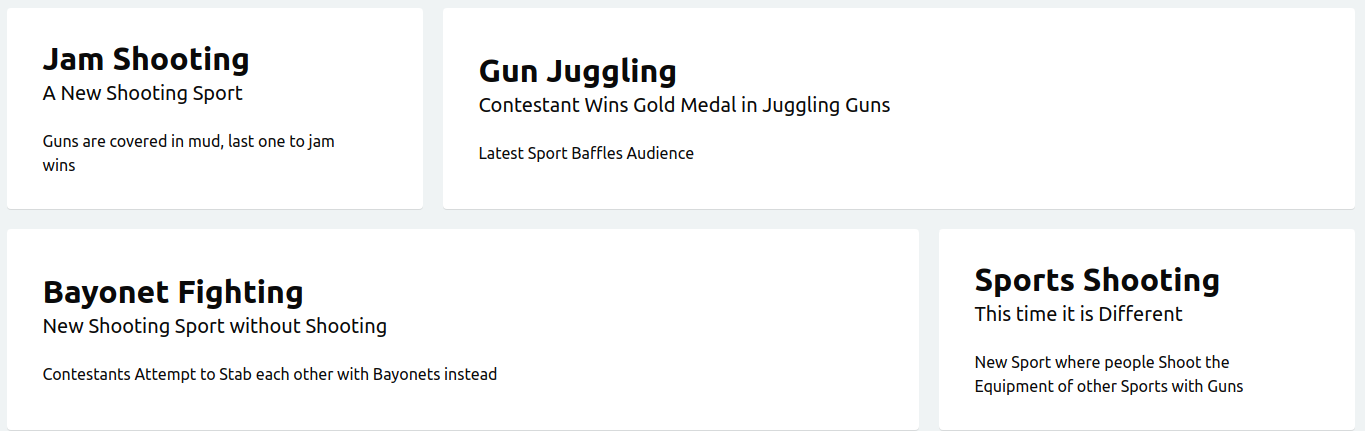 Jam Shooting
A New Shooting Sport
Guns are covered in mud, last one to jam
wins
Gun Juggling
Contestant Wins Gold Medal in Juggling Guns
Latest Sport Baffles Audience
Bayonet Fighting
New Shooting Sport without Shooting
Contestants Attempt to Stab each other with Bayonets instead
Sports Shooting
This time it is Different
New Sport where people Shoot the
Equipment of other Sports with Guns